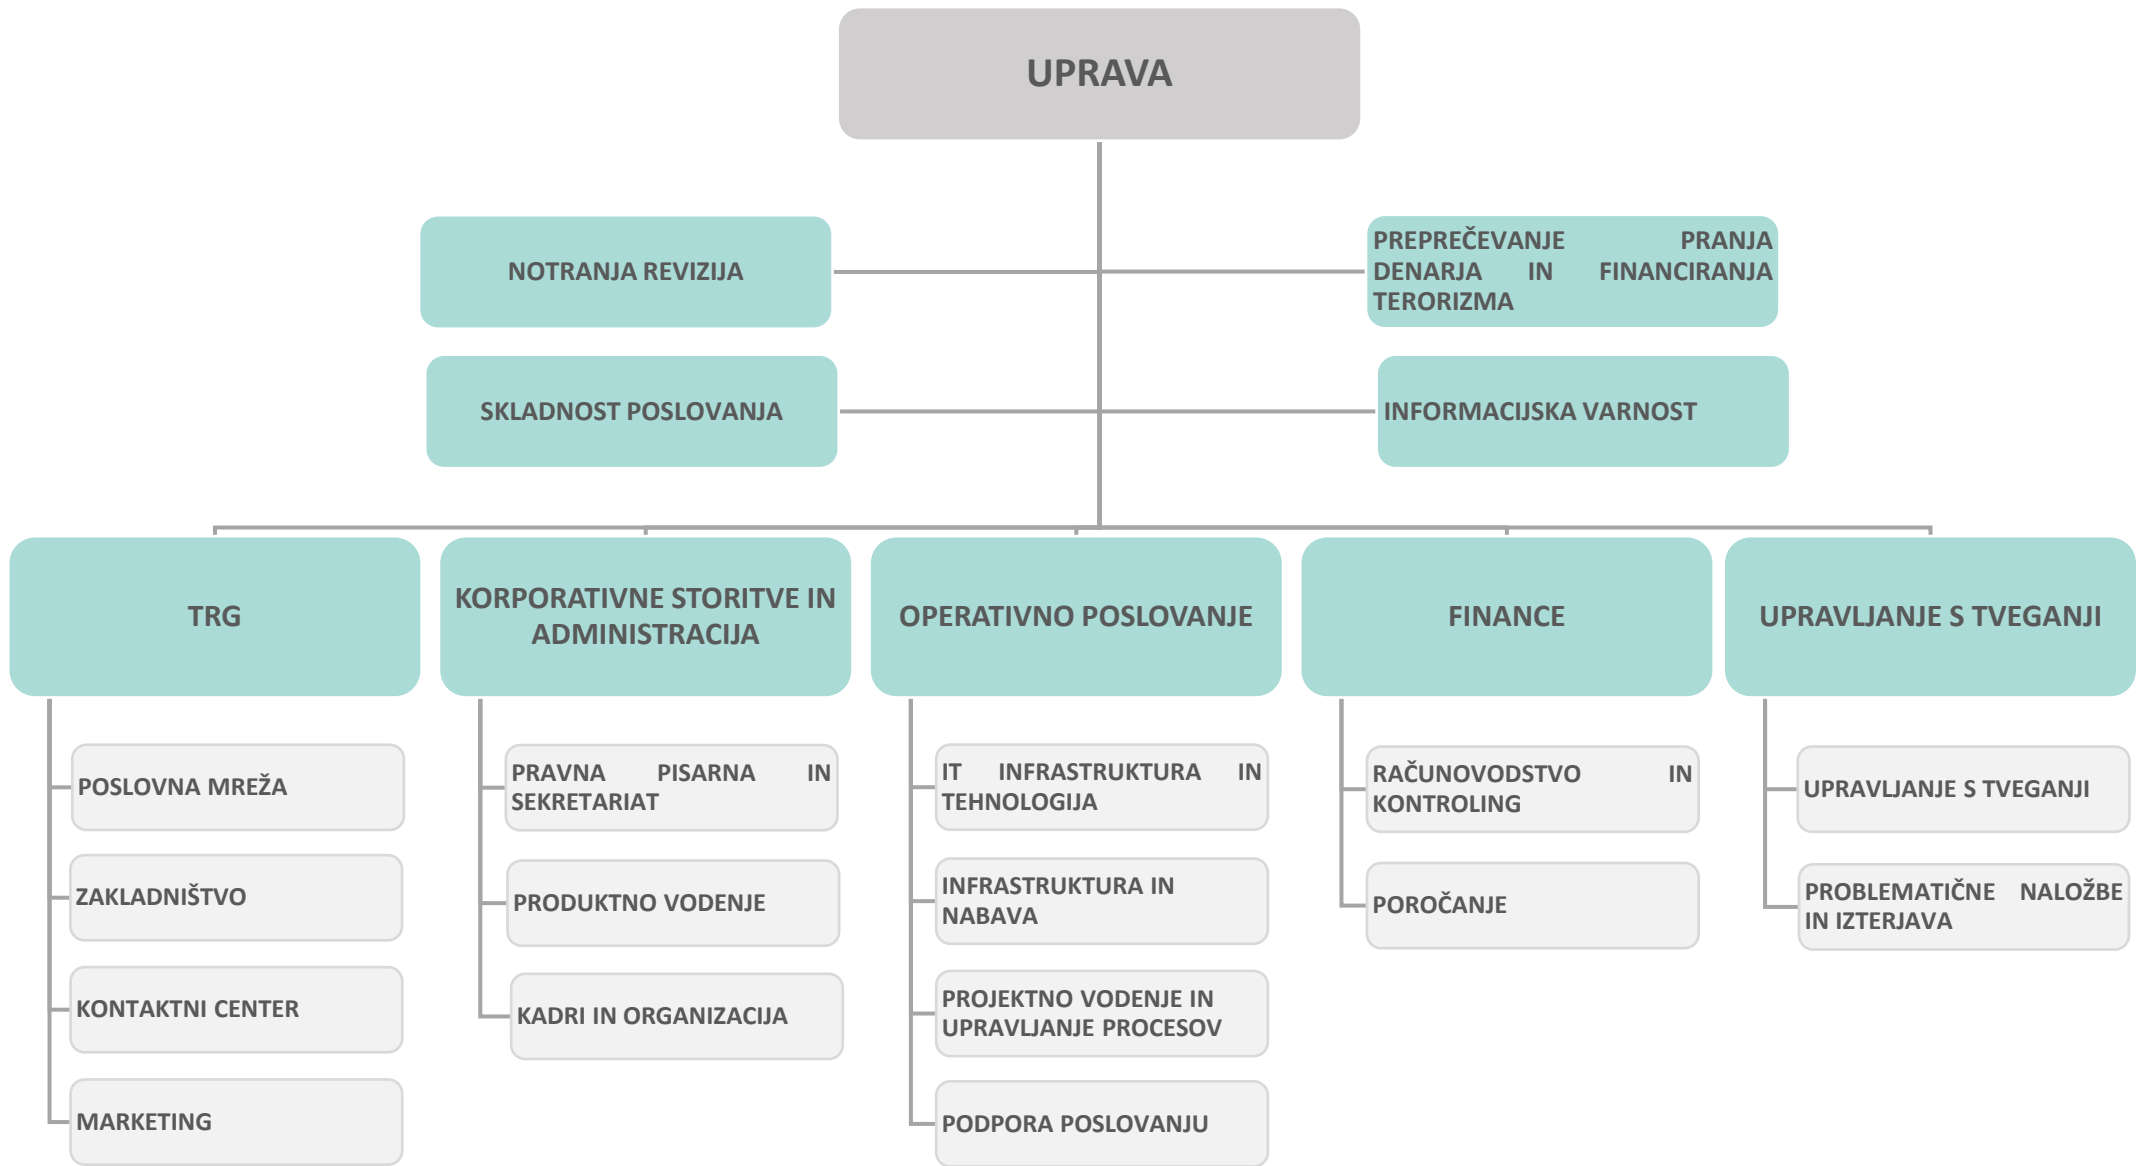 UPRAVA
NOTRANJA REVIZIJA
PREPREČEVANJE PRANJA
DENARJA IN FINANCIRANJA
TERORIZMA
SKLADNOST POSLOVANJA
INFORMACIJSKA VARNOST
TRG
KORPORATIVNE STORITVE IN
ADMINISTRACIJA
OPERATIVNO POSLOVANJE
FINANCE
UPRAVLJANJE S TVEGANJI
POSLOVNA MREŽA
ZAKLADNIŠTVO
KONTAKTNI CENTER
MARKETING
PRAVNA PISARNA IN
SEKRETARIAT
PRODUKTNO VODENJE
KADRI IN ORGANIZACIJA
IT INFRASTRUKTURA IN
TEHNOLOGIJA
INFRASTRUKTURA IN
NABAVA
PROJEKTNO VODENJE IN
UPRAVLJANJE PROCESOV
PODPORA POSLOVANJU
RAČUNOVODSTVO IN
KONTROLING
POROČANJE
UPRAVLJANJE S TVEGANJI
PROBLEMATIČNE NALOŽBE
IN IZTERJAVA